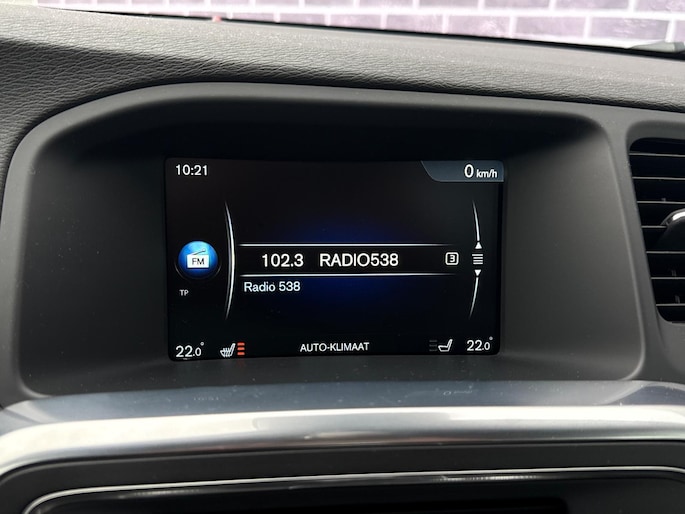 10:21
0 km/h
FM
102.3 RADIO538 3
TP
Radio 538
22.0° AUTO-KLIMAAT 22.0°